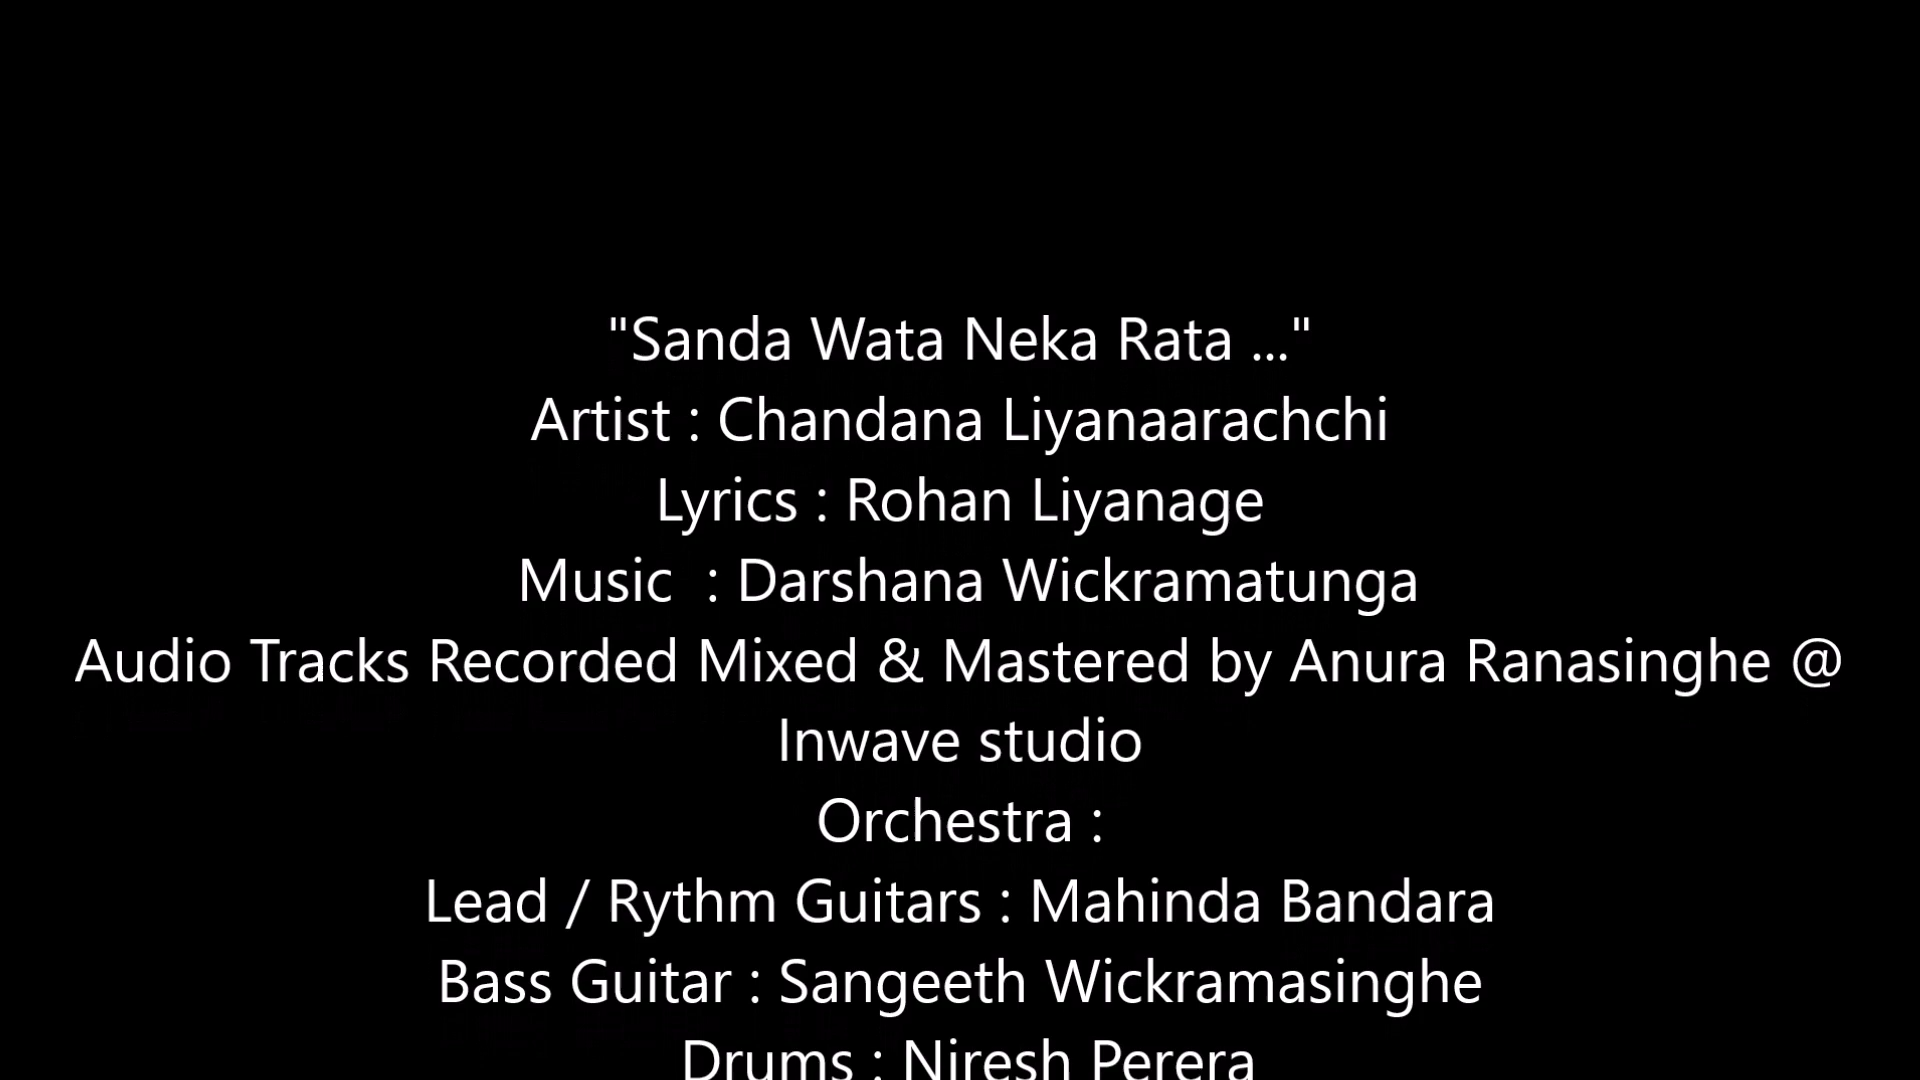 "Sanda Wata Neka Rata ..."
Artist : Chandana Liyanaarachchi
Lyrics : Rohan Liyanage
Music  : Darshana Wickramatunga
Audio Tracks Recorded Mixed & Mastered by Anura Ranasinghe @
Inwave studio
Orchestra :
Lead / Rythm Guitars : Mahinda Bandara
Bass Guitar : Sangeeth Wickramasinghe
Drums : Niresh Perera